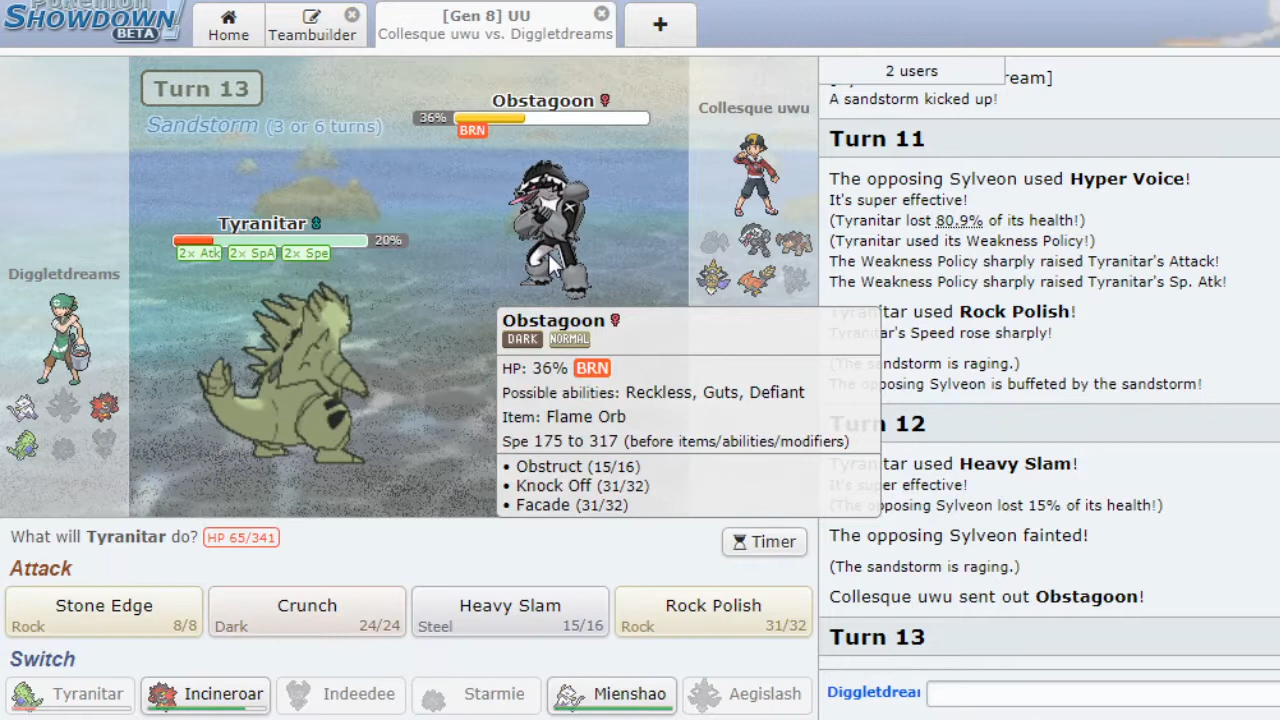 Pokémon
SHOWDOWN
BETA
Home
Teambuilder
[Gen 8] UU
Collesque uwu vs. Diggletdreams
+
Turn 13
Sandstorm (3 or 6 turns)
Obstagoon
36%
BRN
Tyranitar
20%
2× Atk
2× SpA
2× Spe
Collesque uwu
Diggletdreams
Obstagoon
DARK
NORMAL
HP: 36% BRN
Possible abilities: Reckless, Guts, Defiant
Item: Flame Orb
Spe 175 to 317 (before items/abilities/modifiers)
• Obstruct (15/16)
• Knock Off (31/32)
• Facade (31/32)
2 users
eam]
A sandstorm kicked up!
Turn 11
The opposing Sylveon used Hyper Voice!
It's super effective!
(Tyranitar lost 80.9% of its health!)
(Tyranitar used its Weakness Policy!)
The Weakness Policy sharply raised Tyranitar's Attack!
The Weakness Policy sharply raised Tyranitar's Sp. Atk!
Tyranitar used Rock Polish!
Tyranitar's Speed rose sharply!
(The sandstorm is raging.)
The opposing Sylveon is buffeted by the sandstorm!
Turn 12
Tyranitar used Heavy Slam!
It's super effective!
(The opposing Sylveon lost 15% of its health!)
The opposing Sylveon fainted!
(The sandstorm is raging.)
Collesque uwu sent out Obstagoon!
Turn 13
Diggletdrea
What will Tyranitar do? HP 65/341
Timer
Attack
Stone Edge
Rock 8/8
Crunch
Dark 24/24
Heavy Slam
Steel 15/16
Rock Polish
Rock 31/32
Switch
Tyranitar
Incineroar
Indeedee
Starmie
Mienshao
Aegislash